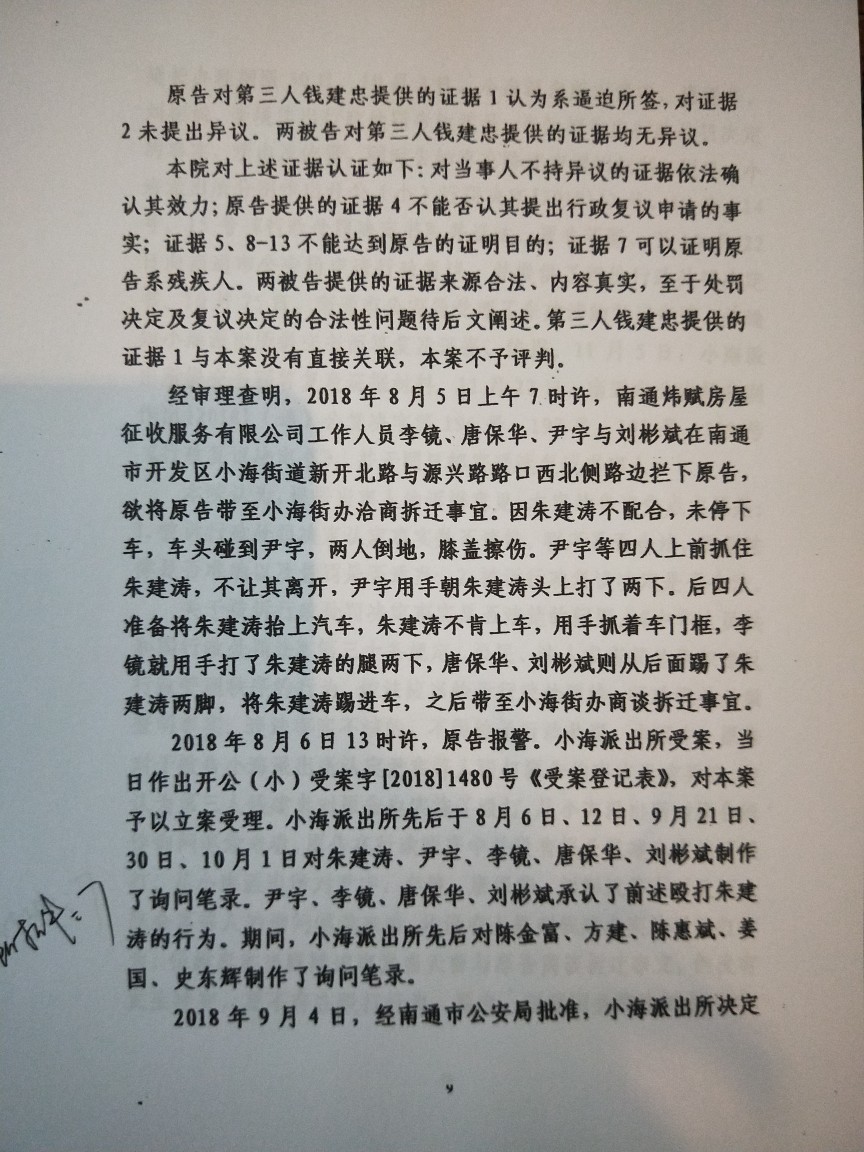 原告对第三人钱建忠提供的证据1认为系逼迫所签,对证据
2未提出异议。两被告对第三人钱建忠提供的证据均无异议。
本院对上述证据认证如下:对当事人不持异议的证据依法确
认其效力;原告提供的证据4不能否认其提出行政复议申请的事
实;证据5、8-13不能达到原告的证明目的;证据7可以证明原
告系残疾人。两被告提供的证据来源合法、内容真实,至于处罚
决定及复议决定的合法性问题待后文阐述。第三人钱建忠提供的
证据1与本案没有直接关联,本案不予评判。
经审理查明,2018年8月5日上午7时许,南通炜赋房屋
征收服务有限公司工作人员李镜、唐保华、尹宇与刘彬斌在南通
市开发区小海街道新开北路与源兴路路口西北侧路边拦下原告,
欲将原告带至小海街办洽商拆迁事宜。因朱建涛不配合,未停下
车,车头碰到尹宇,两人倒地,膝盖擦伤。尹宇等四人上前抓住
朱建涛,不让其离开,尹宇用手朝朱建涛头上打了两下。后四人
准备将朱建涛抬上汽车,朱建涛不肯上车,用手抓着车门框,李
镜就用手打了朱建涛的腿两下,唐保华、刘彬斌则从后面踢了朱
建涛两脚,将朱建涛踢进车,之后带至小海街办商谈拆迁事宜。
2018年8月6日13时许,原告报警。小海派出所受案,当
日作出开公(小)受案字[2018]1480号《受案登记表》,对本案
予以立案受理。小海派出所先后于8月6日、12日、9月21日、
30日、10月1日对朱建涛、尹宇、李镜、唐保华、刘彬斌制作
了询问笔录。尹宇、李镜、唐保华、刘彬斌承认了前述殴打朱建
涛的行为。期间,小海派出所先后对陈金富、方建、陈惠斌、姜
国、史东辉制作了询问笔录。
2018年9月4日,经南通市公安局批准,小海派出所决定
9